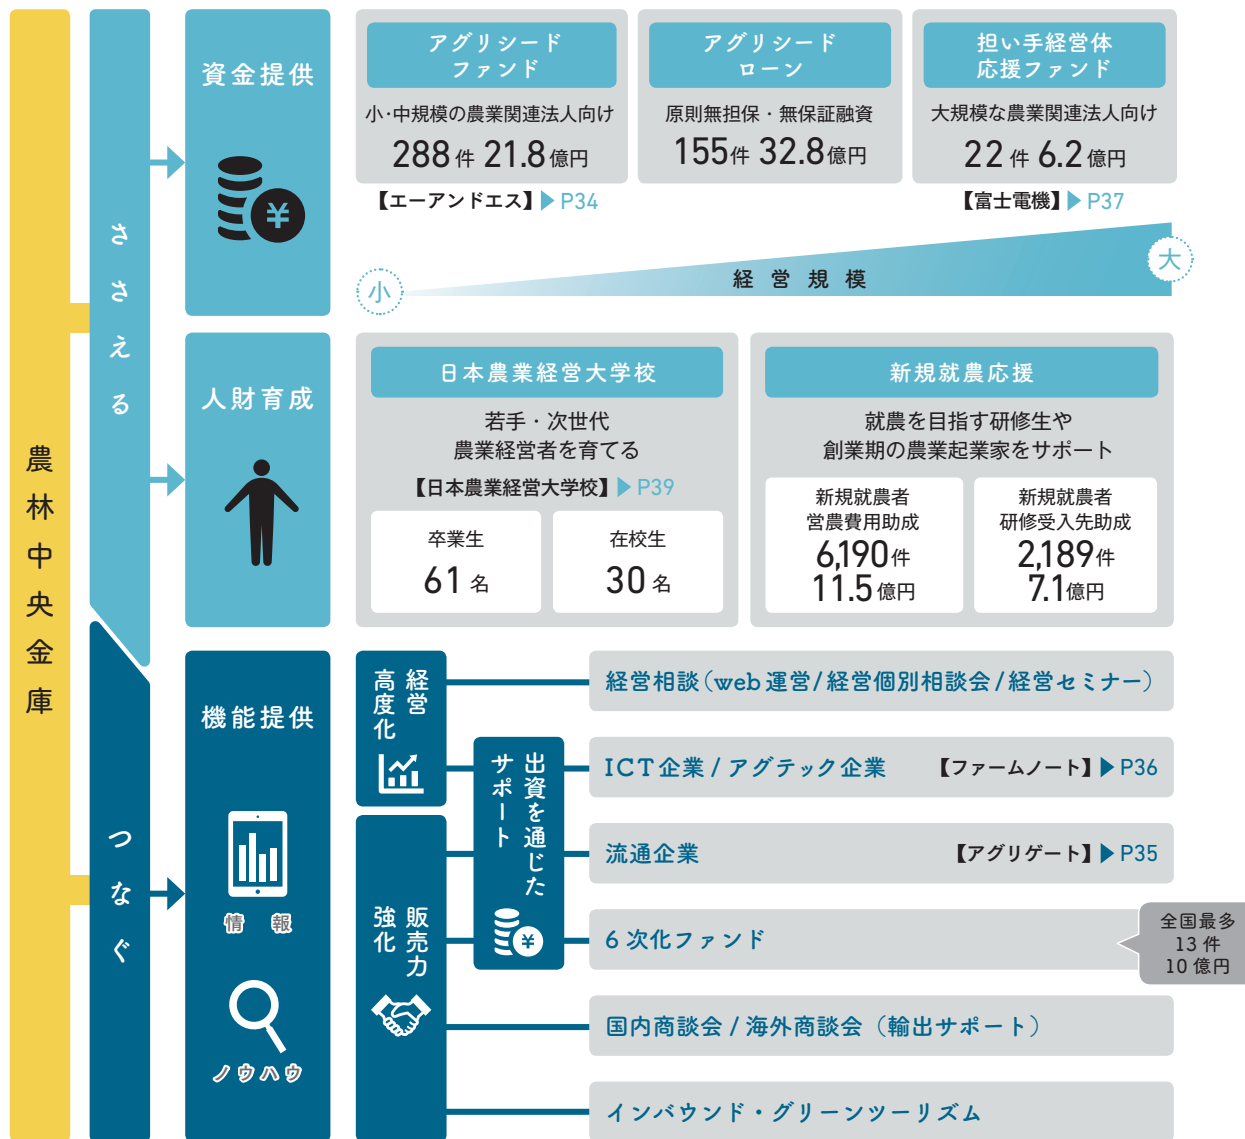 農林中央金庫
ささえる
資金提供
¥
アグリシード
ファンド
小・中規模の農業関連法人向け
288件 21.8億円
【エーアンドエス】▶P34
アグリシード
ローン
原則無担保・無保証融資
155件 32.8億円
担い手経営体
応援ファンド
大規模な農業関連法人向け
22件 6.2億円
【富士電機】▶P37
小
経営規模
大
人財育成
日本農業経営大学校
若手・次世代
農業経営者を育てる
【日本農業経営大学校】▶P39
卒業生
61名
在校生
30名
新規就農応援
就農を目指す研修生や
創業期の農業起業家をサポート
新規就農者
営農費用助成
6,190件
11.5億円
新規就農者
研修受入先助成
2,189件
7.1億円
つなぐ
機能提供
情報
ノウハウ
経営
高度化
販売力
強化
出資を通じた
サポート
¥
経営相談(web運営/経営個別相談会/経営セミナー)
ICT企業/アグテック企業 【ファームノート】▶P36
流通企業 【アグリゲート】▶P35
6次化ファンド
全国最多
13件
10億円
国内商談会/海外商談会(輸出サポート)
インバウンド・グリーンツーリズム